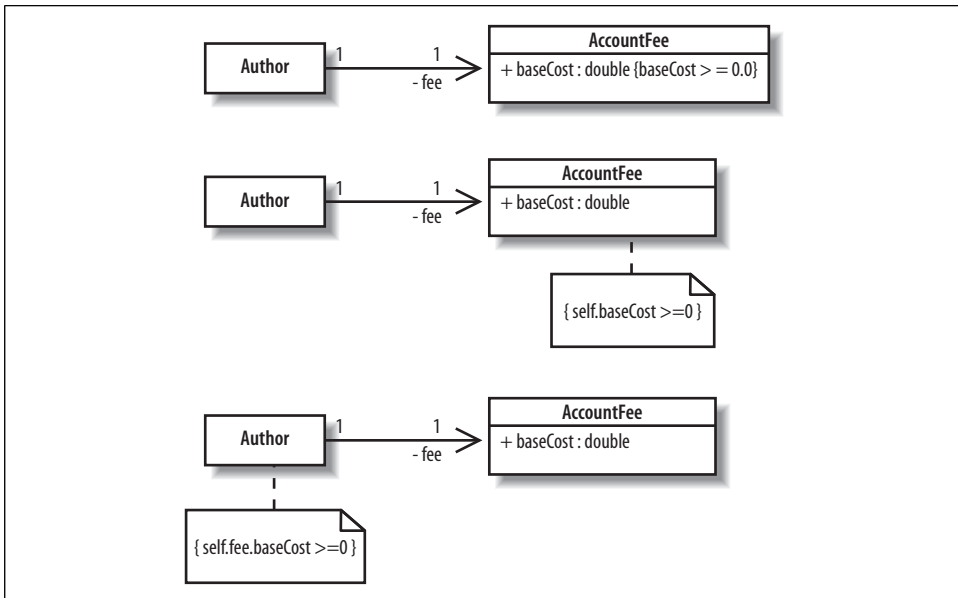 AccountFee
Author 1 1 + baseCost : double {baseCost > = 0.0}
- fee
AccountFee
Author 1 1 + baseCost : double
- fee
{ self.baseCost >=0 }
AccountFee
Author 1 1 + baseCost : double
- fee
{ self.fee.baseCost >=0 }